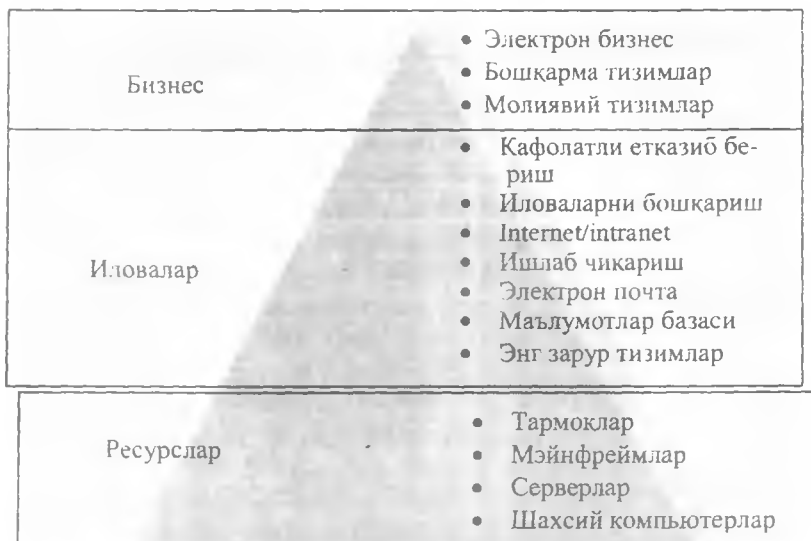 Бизнес
• Электрон бизнес
• Бошқарма тизимлар
• Молиявий тизимлар
Иловалар
• Кафолатли етказиб бе-
риш
• Иловаларни бошқариш
• Internet/intranet
• Ишлаб чикариш
• Электрон почта
• Маълумотлар базаси
• Энг зарур тизимлар
Ресурслар
• Тармоқлар
• Мэйнфреймлар
• Серверлар
• Шахсий компьютерлар